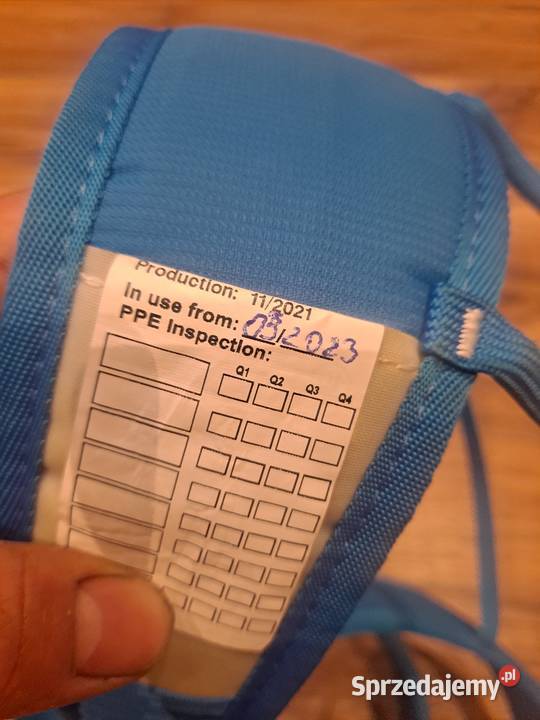 Production: 11/2021
In use from: 03/2023
PPE Inspection:
Q1 Q2 Q3 Q4
Sprzedajemy.pl